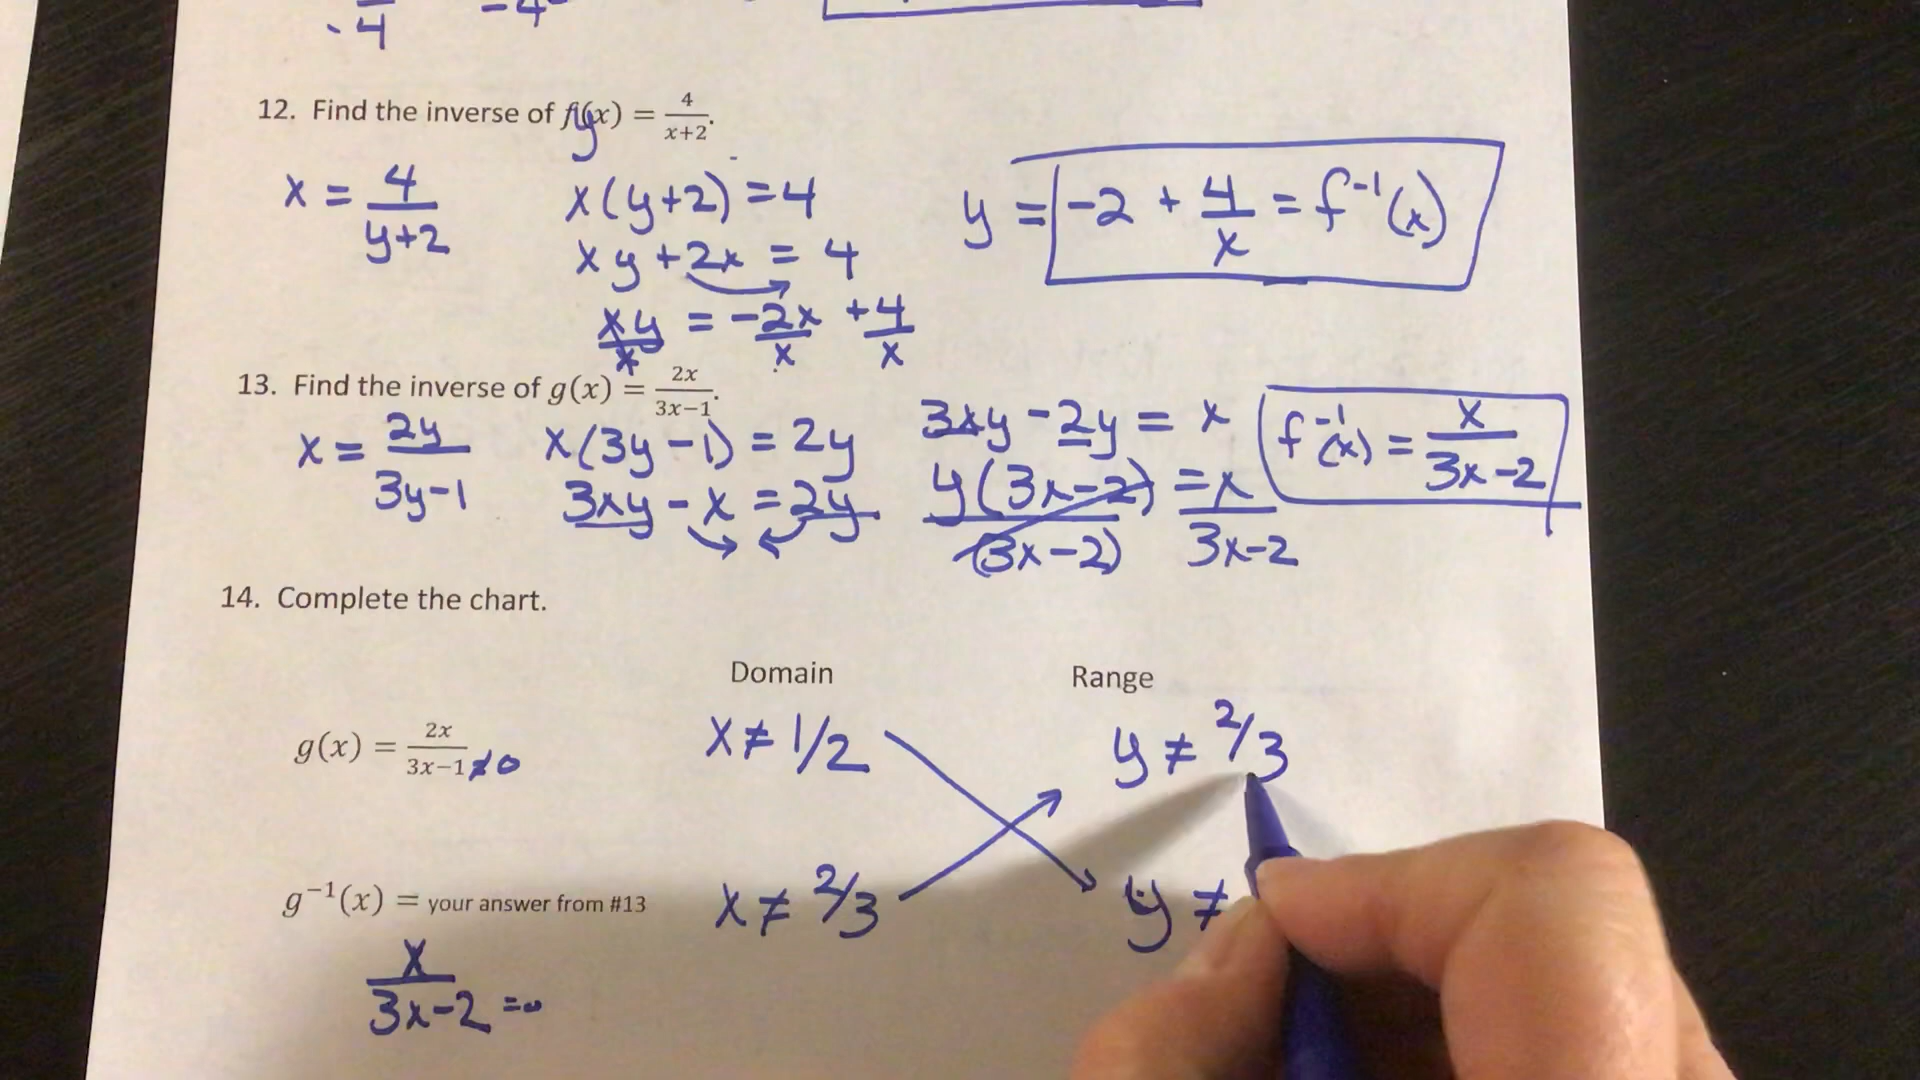 -4 -4
12. Find the inverse of f(x) = 4/(x+2).
y
x = 4/(y+2)
x(y+2) = 4
xy + 2x = 4
xy/x = -2x/x + 4/x
y = -2 + 4/x = f⁻¹(x)
13. Find the inverse of g(x) = 2x/(3x−1).
x = 2y/(3y-1)
x(3y-1) = 2y
3xy - x = 2y
3xy - 2y = x
y(3x-2)/(3x-2) = x/(3x-2)
f⁻¹(x) = x/(3x-2)
14. Complete the chart.
Domain Range
g(x) = 2x/(3x−1) ≠0 x ≠ 1/2 y ≠ 2/3
g⁻¹(x) = your answer from #13 x ≠ 2/3 y ≠
x/(3x-2) =0